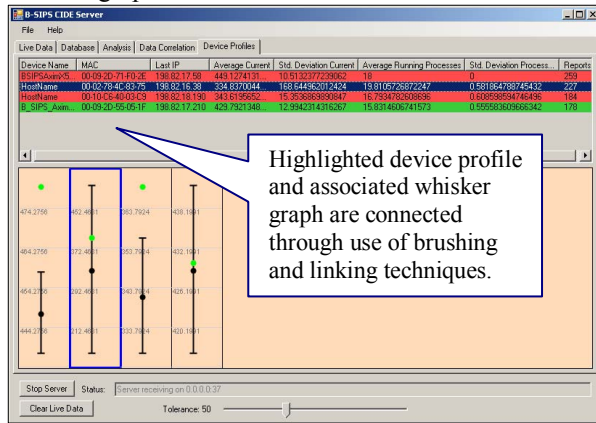 B-SIPS CIDE Server
File Help
Live Data Database Analysis Data Correlation Device Profiles
Device Name MAC Last IP Average Current Std. Deviation Current Average Running Processes Std. Deviation Process... Reports
BSIPSAximX5... 00-09-2D-71-F0-2E 198.82.17.58 449.1274131... 10.5132377239062 18 0 259
HostName 00-02-78-4C-83-75 198.82.16.38 334.8370044... 168.644962012424 19.8105726872247 0.581864788745432 227
HostName 00-10-C6-40-03-C9 198.82.18.190 343.6195652... 15.3536869890847 16.7934782608696 0.608598594746496 184
B_SIPS_Axim... 00-09-2D-55-05-1F 198.82.17.210 429.7921348... 12.9942314316267 15.8314606741573 0.555583609666342 178
Highlighted device profile
and associated whisker
graph are connected
through use of brushing
and linking techniques.
474.2756 452.4631 363.7924 438.1991
464.2756 372.4631 353.7924 432.1991
454.2756 292.4631 343.7924 426.1991
444.2756 212.4631 333.7924 420.1991
Stop Server Status: Server receiving on 0.0.0.0:37
Clear Live Data Tolerance: 50